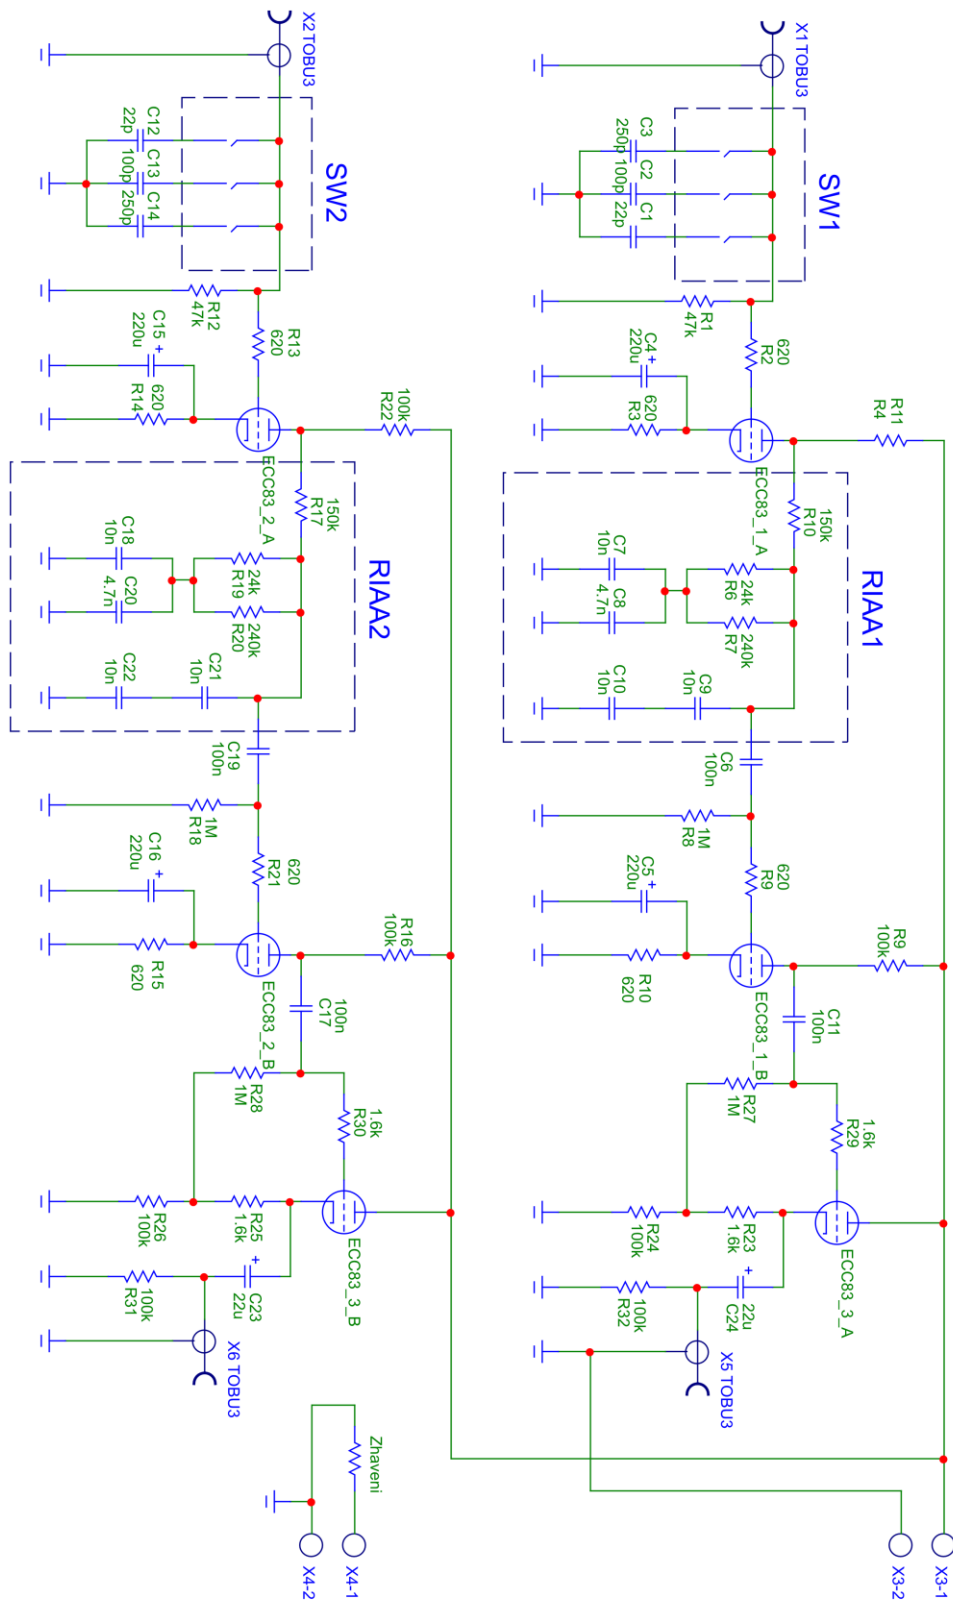 X2 TOBU3
C12
22p
C13
100p
C14
250p
SW2
R12
47k
R13
620
C15
220u
+
620
R14
100k
R22
ECC83_2_A
150k
R17
C18
10n
C20
4.7n
24k
R19
240k
R20
RIAA2
C22
10n
C21
10n
C19
100n
1M
R18
620
R21
C16
220u
+
R15
620
R16
100k
ECC83_2_B
100n
C17
R28
1M
1.6k
R30
R26
100k
R25
1.6k
ECC83_3_B
100k
R31
+
C23
22u
X6 TOBU3
Zhaveni
X4-1
X4-2
X1 TOBU3
C3
250p
C2
100p
C1
22p
SW1
R1
47k
620
R2
C4
220u
+
620
R3
R11
R4
ECC83_1_A
150k
R10
C7
10n
C8
4.7n
24k
R6
240k
R7
RIAA1
C10
10n
C9
10n
C6
100n
1M
R8
620
R9
C5
220u
+
R10
620
R9
100k
ECC83_1_B
C11
100n
R27
1M
1.6k
R29
R24
100k
R23
1.6k
ECC83_3_A
100k
R32
+
22u
C24
X5 TOBU3
X3-1
X3-2